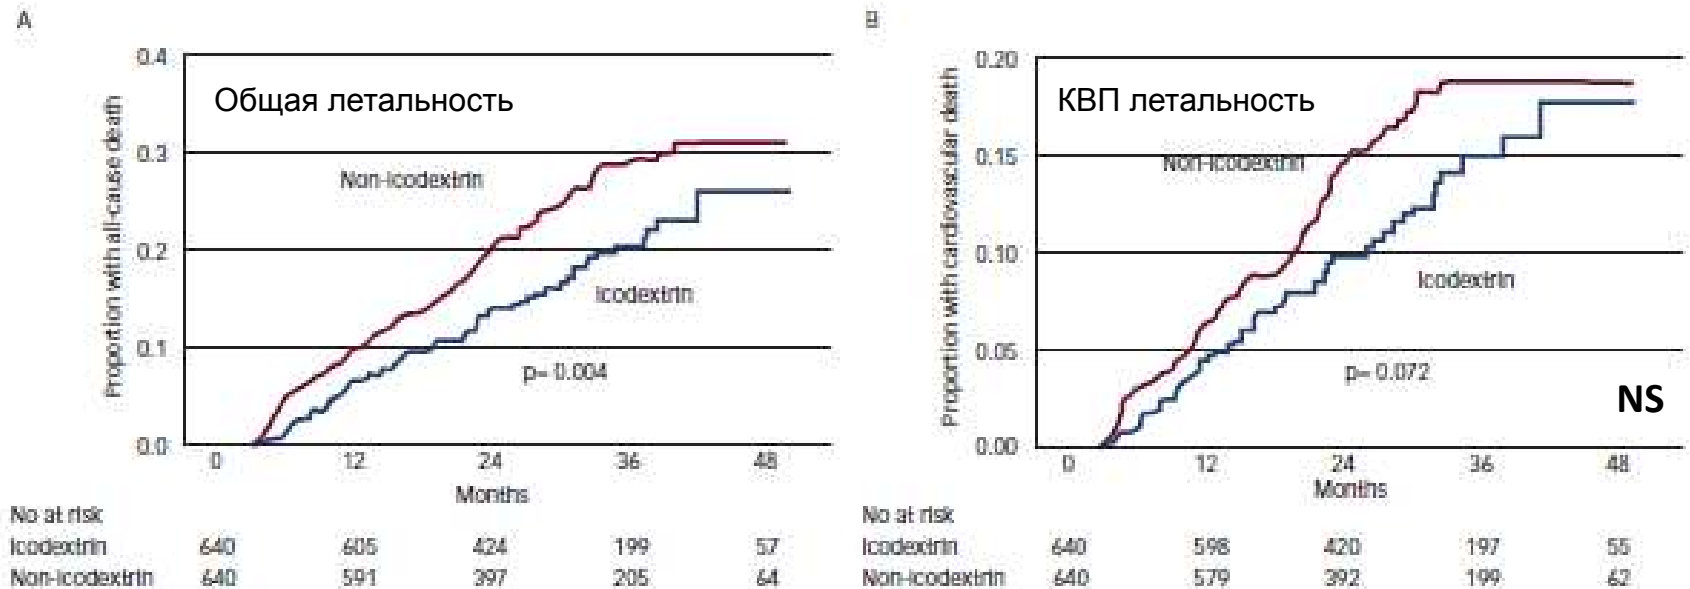 A
0.4
0.3
0.2
0.1
0.0
Proportion with all-cause death
Общая летальность
Non-icodextrin
Icodextrin
p= 0.004
0 12 24 36 48
Months
No at risk
Icodextrin 640 605 424 199 57
Non-icodextrin 640 591 397 205 64
B
0.20
0.15
0.10
0.05
0.00
Proportion with cardiovascular death
КВП летальность
Non-icodextrin
Icodextrin
p= 0.072
NS
0 12 24 36 48
Months
No at risk
Icodextrin 640 598 420 197 55
Non-icodextrin 640 579 392 199 62